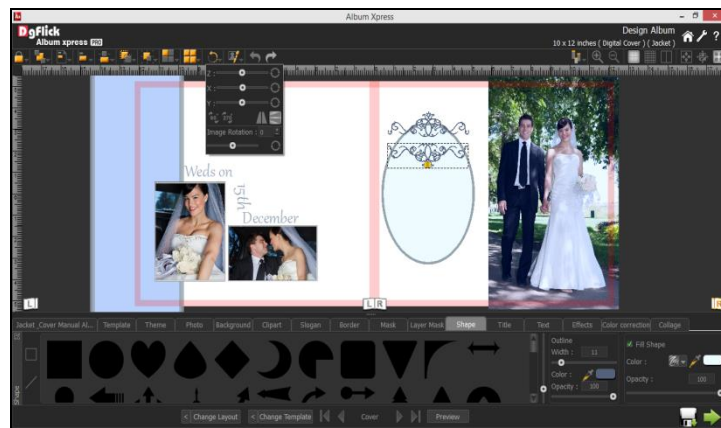 Album Xpress
DgFlick
Album xpress PRO
Design Album
10 x 12 inches ( Digital Cover ) ( Jacket )
Z :
X :
Y :
Image Rotation : 0
Weds on
15th
December
L
L R
R
Jacket_Cover Manual Al...
Template
Theme
Photo
Background
Clipart
Slogan
Border
Mask
Layer Mask
Shape
Title
Text
Effects
Color correction
Collage
Shape
Outline
Width : 11
Color :
Opacity : 100
Fill Shape
Color :
Opacity : 100
< Change Layout
< Change Template
Cover
Preview